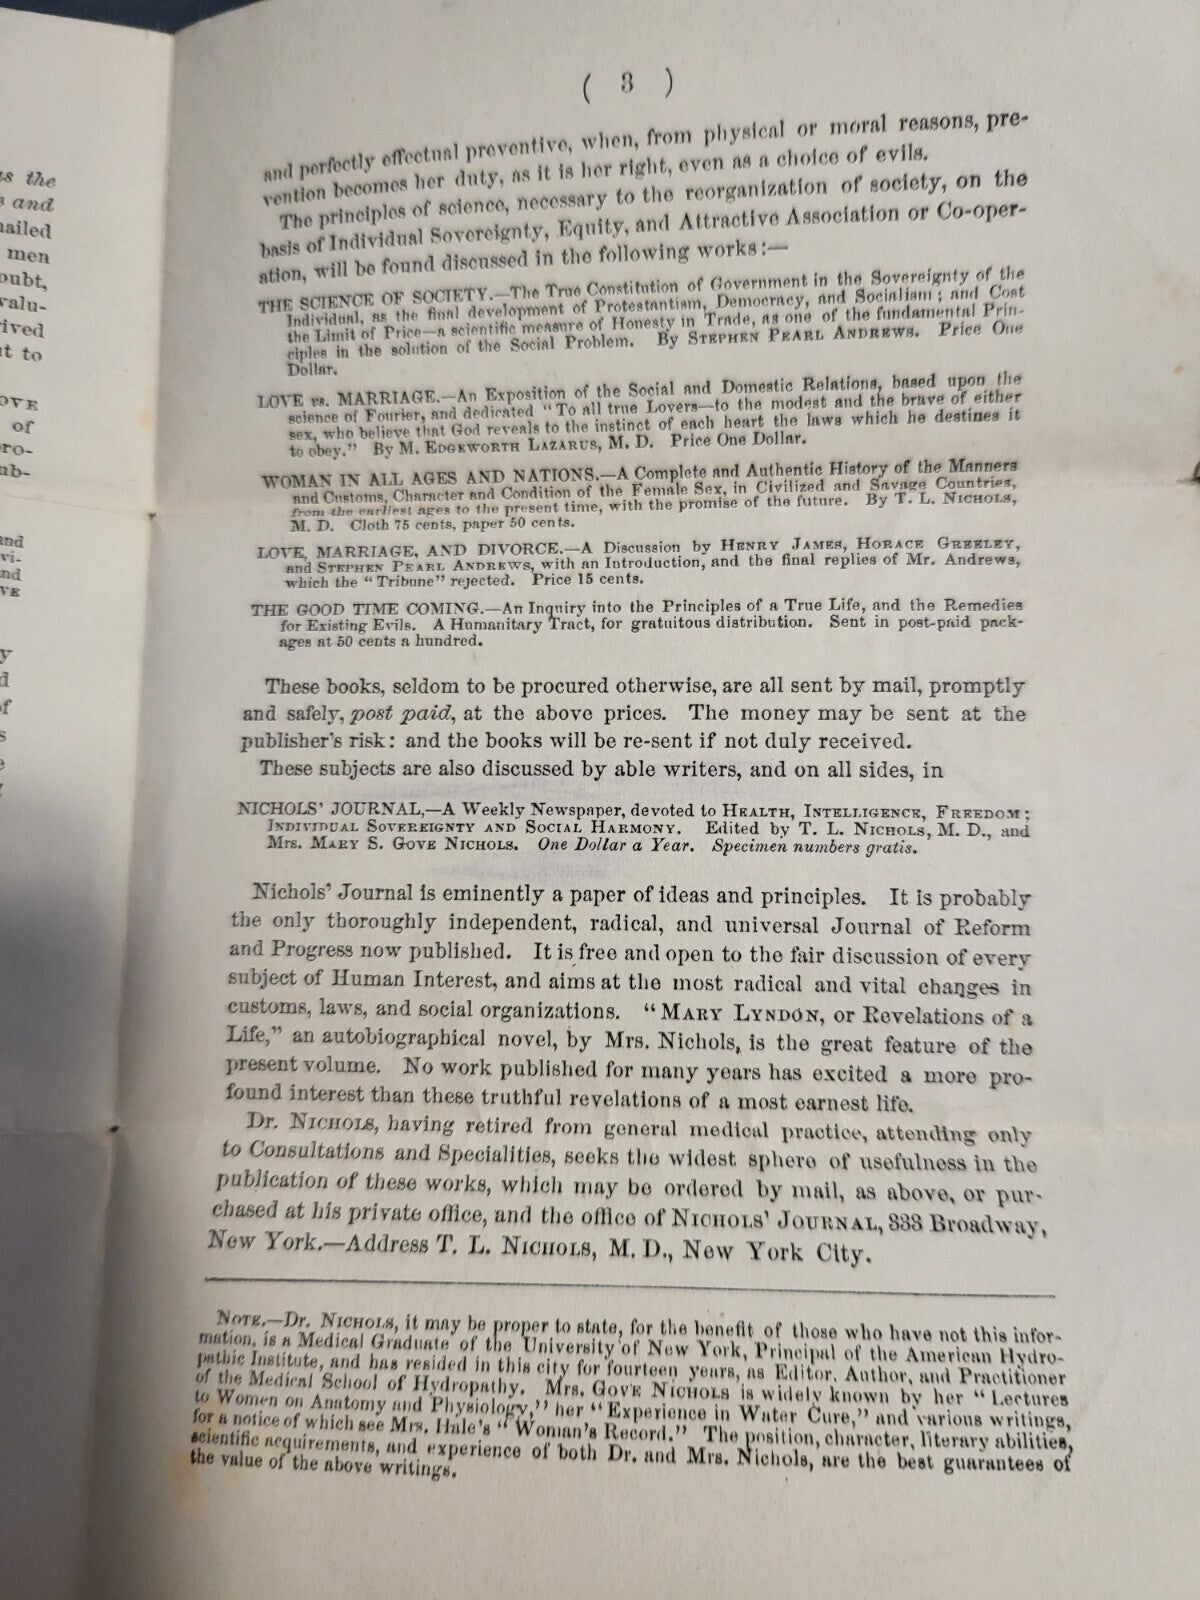 the
and
men
oubt,
valu-
rived
to
OVE
of
( 3 )
and perfectly effectual preventive, when, from physical or moral reasons, pre-
vention becomes her duty, as it is her right, even as a choice of evils.
The principles of science, necessary to the reorganization of society, on the
basis of Individual Sovereignty, Equity, and Attractive Association or Co-oper-
ation, will be found discussed in the following works:—
THE SCIENCE OF SOCIETY.—The True Constitution of Government in the Sovereignty of the
Individual, as the final development of Protestantism, Democracy, and Socialism; and Cost
the Limit of Price—a scientific measure of Honesty in Trade, as one of the fundamental Prin-
ciples in the solution of the Social Problem. By STEPHEN PEARL ANDREWS. Price One
Dollar.
LOVE vs. MARRIAGE.—An Exposition of the Social and Domestic Relations, based upon the
science of Fourier, and dedicated "To all true Lovers—to the modest and the brave of either
sex, who believe that God reveals to the instinct of each heart the laws which he destines it
to obey." By M. EDGEWORTH LAZARUS, M. D. Price One Dollar.
WOMAN IN ALL AGES AND NATIONS.—A Complete and Authentic History of the Manners
and Customs, Character and Condition of the Female Sex, in Civilized and Savage Countries,
from the earliest ages to the present time, with the promise of the future. By T. L. NICHOLS,
M. D. Cloth 75 cents, paper 50 cents.
LOVE, MARRIAGE, AND DIVORCE.—A Discussion by HENRY JAMES, HORACE GREELEY,
and STEPHEN PEARL ANDREWS, with an Introduction, and the final replies of Mr. Andrews,
which the "Tribune" rejected. Price 15 cents.
THE GOOD TIME COMING.—An Inquiry into the Principles of a True Life, and the Remedies
for Existing Evils. A Humanitary Tract, for gratuitous distribution. Sent in post-paid pack-
ages at 50 cents a hundred.
These books, seldom to be procured otherwise, are all sent by mail, promptly
and safely, post paid, at the above prices. The money may be sent at the
publisher's risk: and the books will be re-sent if not duly received.
These subjects are also discussed by able writers, and on all sides, in
NICHOLS' JOURNAL,—A Weekly Newspaper, devoted to HEALTH, INTELLIGENCE, FREEDOM;
INDIVIDUAL SOVEREIGNTY AND SOCIAL HARMONY. Edited by T. L. NICHOLS, M. D., and
Mrs. MARY S. GOVE NICHOLS. One Dollar a Year. Specimen numbers gratis.
Nichols' Journal is eminently a paper of ideas and principles. It is probably
the only thoroughly independent, radical, and universal Journal of Reform
and Progress now published. It is free and open to the fair discussion of every
subject of Human Interest, and aims at the most radical and vital changes in
customs, laws, and social organizations. "MARY LYNDON, or Revelations of a
Life," an autobiographical novel, by Mrs. Nichols, is the great feature of the
present volume. No work published for many years has excited a more pro-
found interest than these truthful revelations of a most earnest life.
Dr. NICHOLS, having retired from general medical practice, attending only
to Consultations and Specialities, seeks the widest sphere of usefulness in the
publication of these works, which may be ordered by mail, as above, or pur-
chased at his private office, and the office of NICHOLS' JOURNAL, 333 Broadway,
New York.—Address T. L. NICHOLS, M. D., New York City.
NOTE.—Dr. NICHOLS, it may be proper to state, for the benefit of those who have not this infor-
mation, is a Medical Graduate of the University of New York, Principal of the American Hydro-
pathic Institute, and has resided in this city for fourteen years, as Editor, Author, and Practitioner
of the Medical School of Hydropathy. Mrs. GOVE NICHOLS is widely known by her "Lectures
to Women on Anatomy and Physiology," her "Experience in Water Cure," and various writings,
for a notice of which see Mrs. Hale's "Woman's Record." The position, character, literary abilities,
scientific acquirements, and experience of both Dr. and Mrs. Nichols, are the best guarantees of
the value of the above writings.